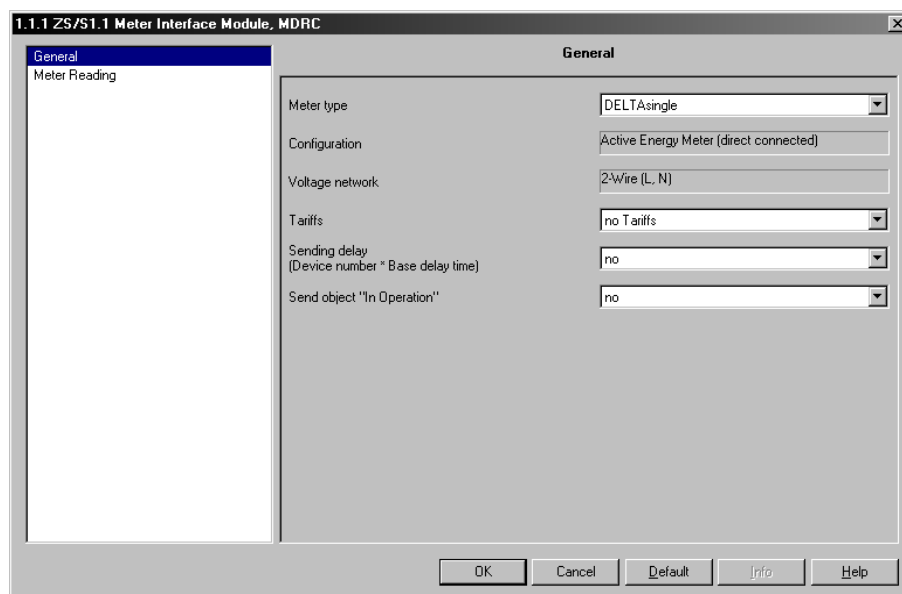 1.1.1 ZS/S1.1 Meter Interface Module, MDRC
General
Meter Reading
General
Meter type
DELTAsingle
Configuration
Active Energy Meter (direct connected)
Voltage network
2-Wire (L, N)
Tariffs
no Tariffs
Sending delay
(Device number * Base delay time)
no
Send object "In Operation"
no
OK
Cancel
Default
Info
Help